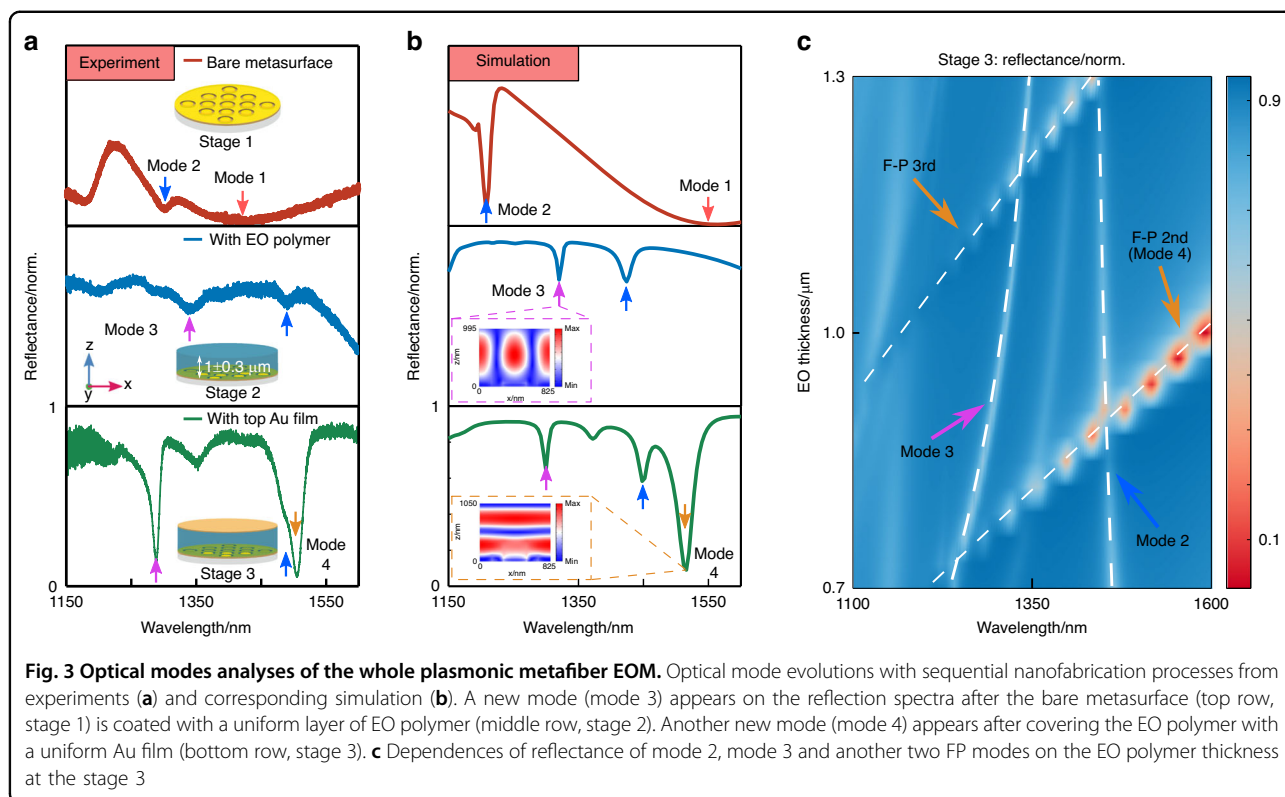 a
Experiment
Bare metasurface
Stage 1
Mode 2
Mode 1
With EO polymer
Mode 3
z
y
x
1±0.3 μm
Stage 2
1
With top Au film
Stage 3
Mode
4
0
Reflectance/norm.
1150
1350
1550
Wavelength/nm
b
Simulation
Mode 1
Mode 2
Mode 3
995
z/nm
0
0
825
x/nm
Max
Min
1
1050
z/nm
0
0
825
x/nm
Max
Min
Mode
4
0
Reflectance/norm.
1150
1350
1550
Wavelength/nm
c
Stage 3: reflectance/norm.
1.3
1.0
0.7
EO thickness/μm
F-P 3rd
F-P 2nd
(Mode 4)
Mode 3
Mode 2
0.9
0.1
1100
1350
1600
Wavelength/nm
Fig. 3 Optical modes analyses of the whole plasmonic metafiber EOM. Optical mode evolutions with sequential nanofabrication processes from
experiments (a) and corresponding simulation (b). A new mode (mode 3) appears on the reflection spectra after the bare metasurface (top row,
stage 1) is coated with a uniform layer of EO polymer (middle row, stage 2). Another new mode (mode 4) appears after covering the EO polymer with
a uniform Au film (bottom row, stage 3). c Dependences of reflectance of mode 2, mode 3 and another two FP modes on the EO polymer thickness
at the stage 3